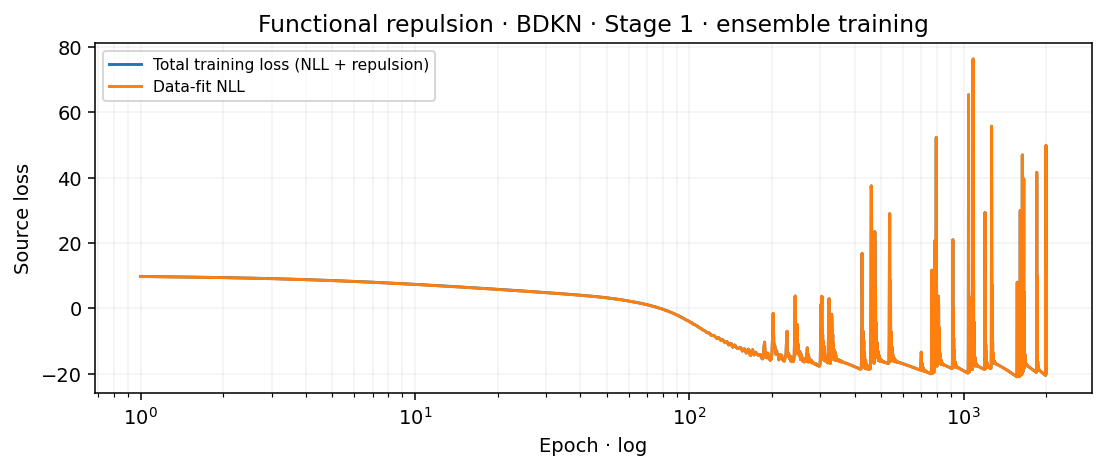 Functional repulsion · BDKN · Stage 1 · ensemble training
Total training loss (NLL + repulsion)
Data-fit NLL
Source loss
80
60
40
20
0
−20
10⁰
10¹
10²
10³
Epoch · log